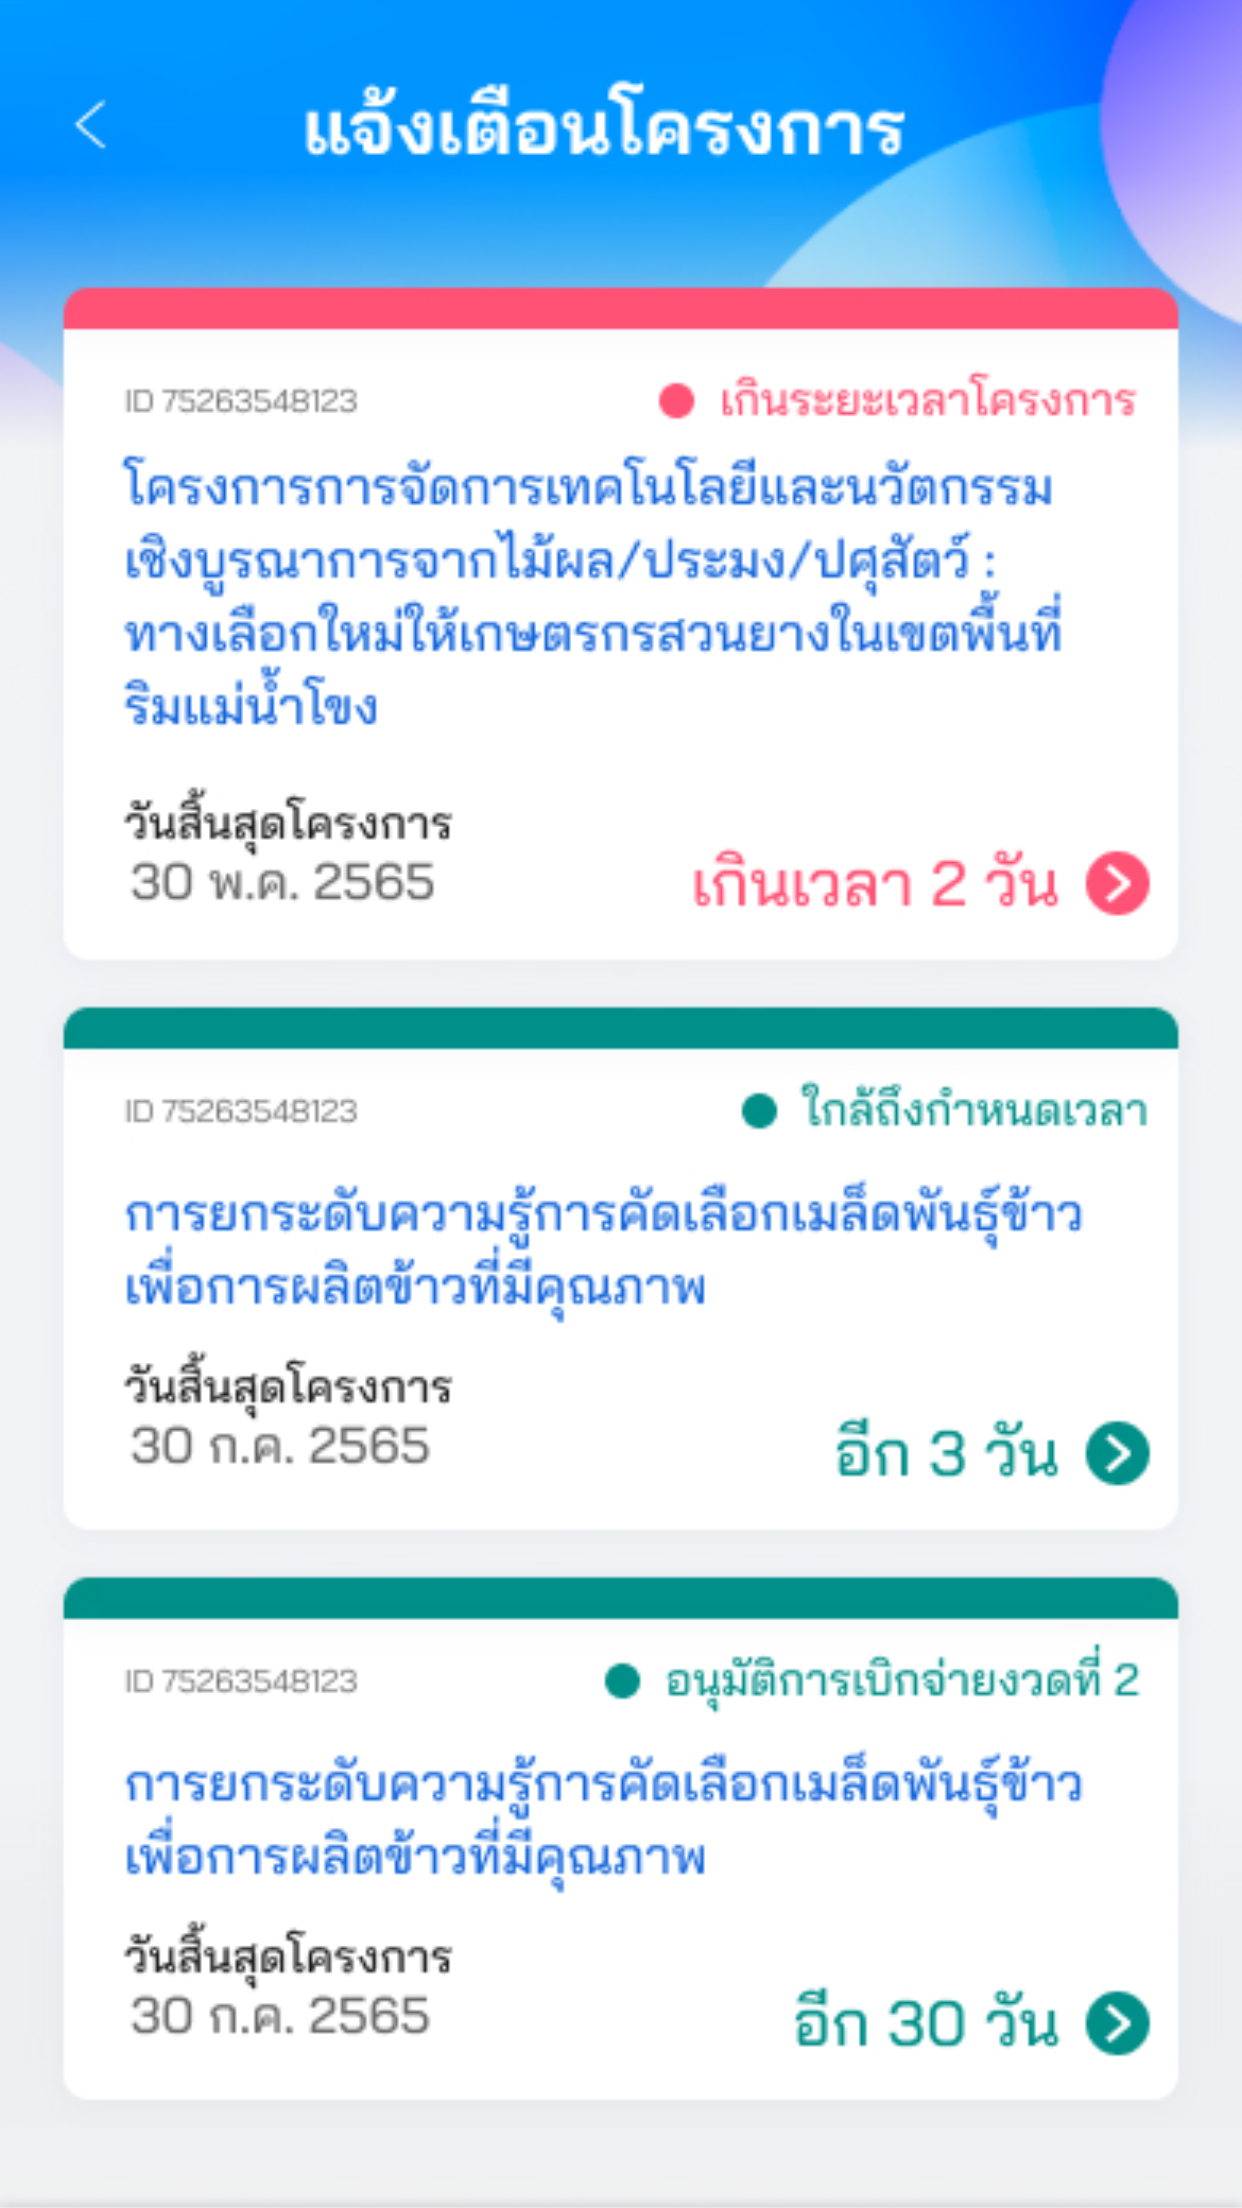 แจ้งเตือนโครงการ
ID 75263548123
เกินระยะเวลาโครงการ
โครงการการจัดการเทคโนโลยีและนวัตกรรม
เชิงบูรณาการจากไม้ผล/ประมง/ปศุสัตว์ :
ทางเลือกใหม่ให้เกษตรกรสวนยางในเขตพื้นที่
ริมแม่น้ำโขง
วันสิ้นสุดโครงการ
30 พ.ค. 2565
เกินเวลา 2 วัน
ID 75263548123
ใกล้ถึงกำหนดเวลา
การยกระดับความรู้การคัดเลือกเมล็ดพันธุ์ข้าว
เพื่อการผลิตข้าวที่มีคุณภาพ
วันสิ้นสุดโครงการ
30 ก.ค. 2565
อีก 3 วัน
ID 75263548123
อนุมัติการเบิกจ่ายงวดที่ 2
การยกระดับความรู้การคัดเลือกเมล็ดพันธุ์ข้าว
เพื่อการผลิตข้าวที่มีคุณภาพ
วันสิ้นสุดโครงการ
30 ก.ค. 2565
อีก 30 วัน